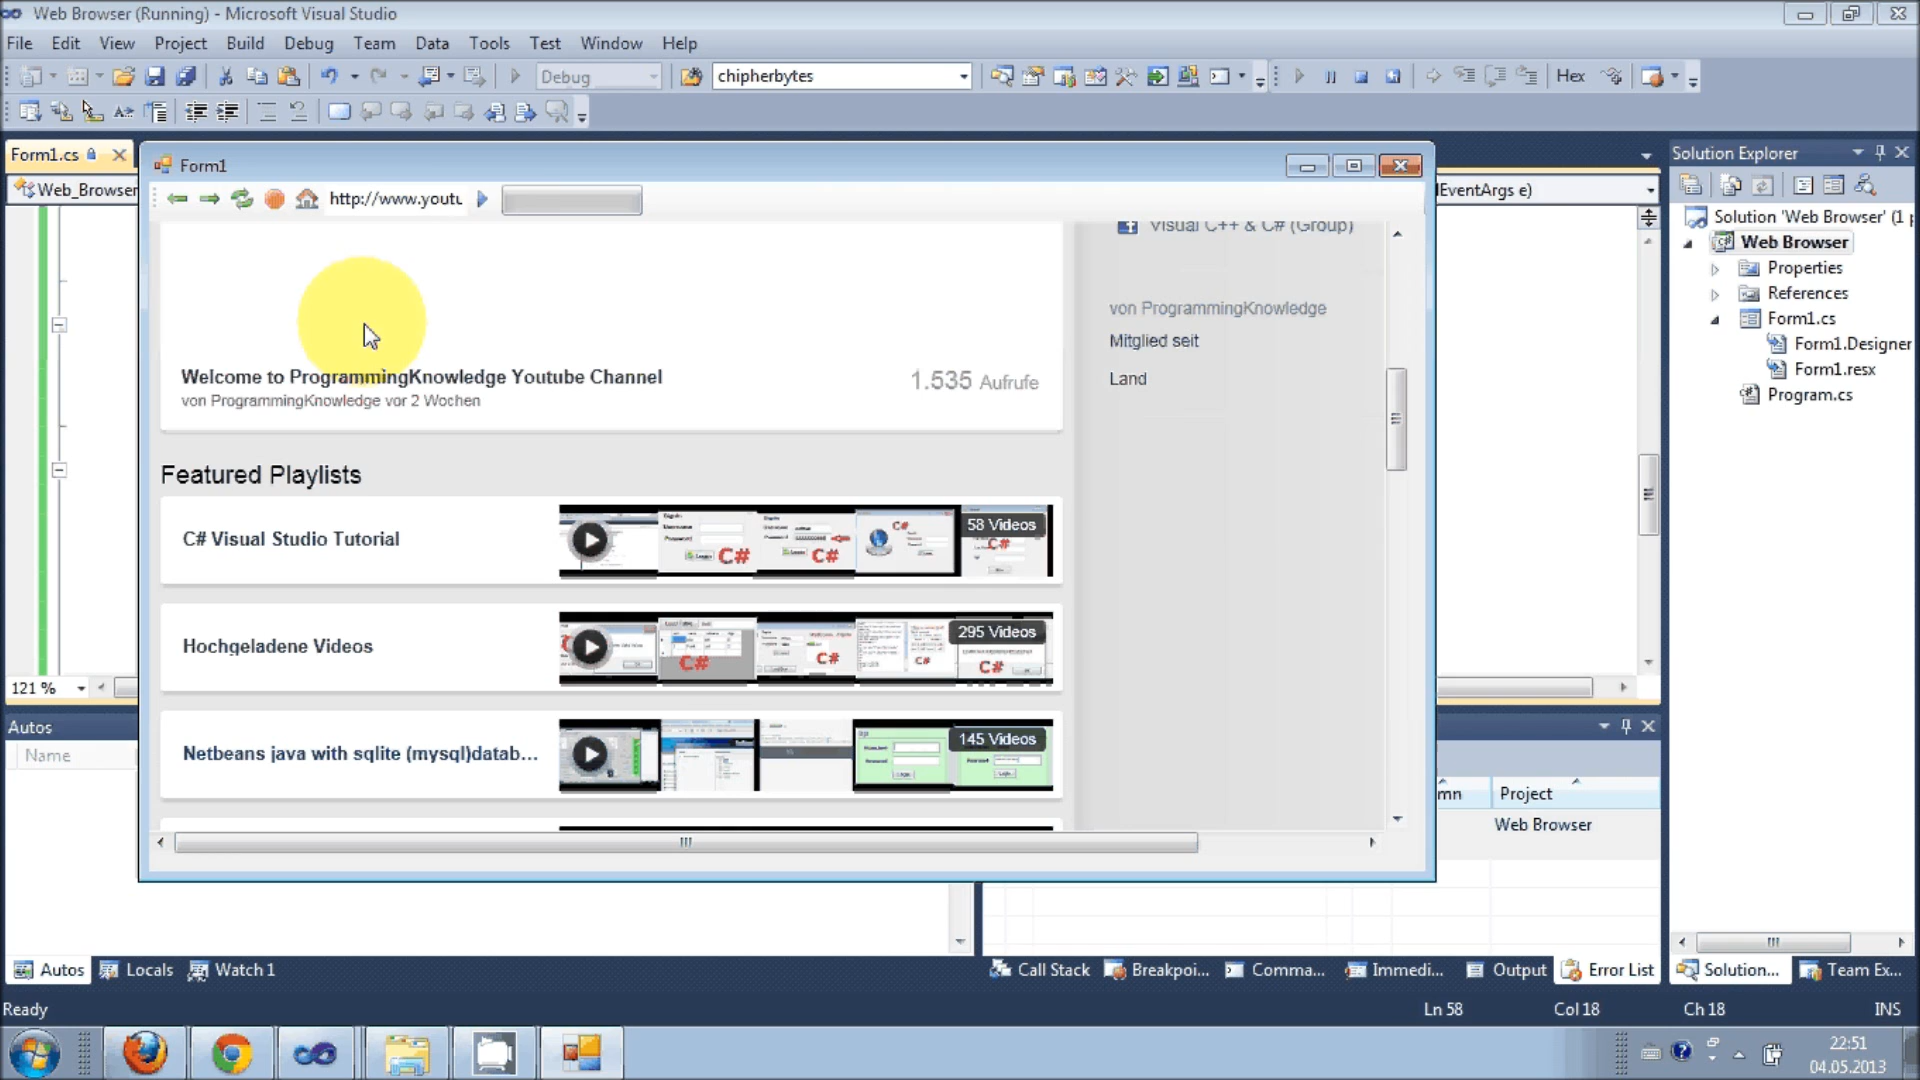 Web Browser (Running) - Microsoft Visual Studio
File Edit View Project Build Debug Team Data Tools Test Window Help
Debug chipherbytes Hex
Form1.cs
Web_Browser
EventArgs e)
Form1
http://www.youtu
Visual C++ & C# (Group)
von ProgrammingKnowledge
Mitglied seit
Land
Welcome to ProgrammingKnowledge Youtube Channel
von ProgrammingKnowledge vor 2 Wochen
1.535 Aufrufe
Featured Playlists
C# Visual Studio Tutorial
58 Videos
Hochgeladene Videos
295 Videos
Netbeans java with sqlite (mysql)datab...
145 Videos
121 %
Solution Explorer
Solution 'Web Browser' (1
Web Browser
Properties
References
Form1.cs
Form1.Designer
Form1.resx
Program.cs
Autos
Name
mn Project
Web Browser
Autos Locals Watch 1
Call Stack Breakpoi... Comma... Immedi... Output Error List
Solution... Team Ex...
Ready
Ln 58 Col 18 Ch 18 INS
22:51
04.05.2013